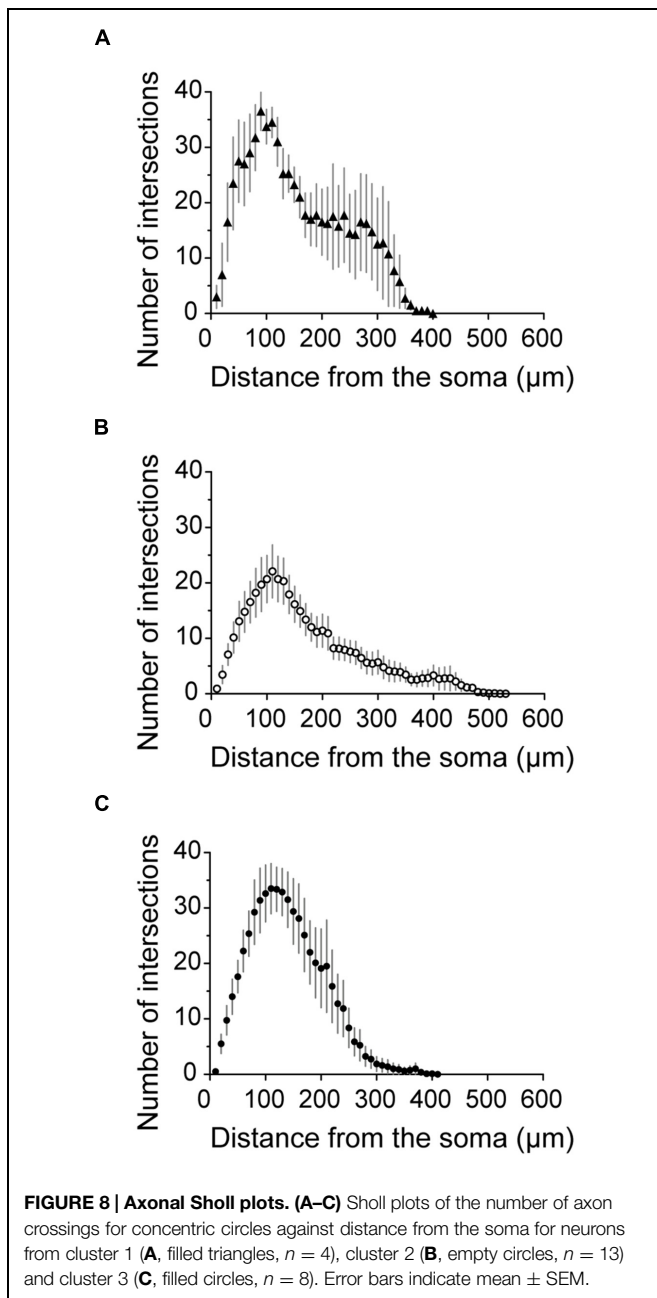 A
Number of intersections
40
30
20
10
0
0 100 200 300 400 500 600
Distance from the soma (µm)
B
Number of intersections
40
30
20
10
0
0 100 200 300 400 500 600
Distance from the soma (µm)
C
Number of intersections
40
30
20
10
0
0 100 200 300 400 500 600
Distance from the soma (µm)
FIGURE 8 | Axonal Sholl plots. (A–C) Sholl plots of the number of axon
crossings for concentric circles against distance from the soma for neurons
from cluster 1 (A, filled triangles, n = 4), cluster 2 (B, empty circles, n = 13)
and cluster 3 (C, filled circles, n = 8). Error bars indicate mean ± SEM.